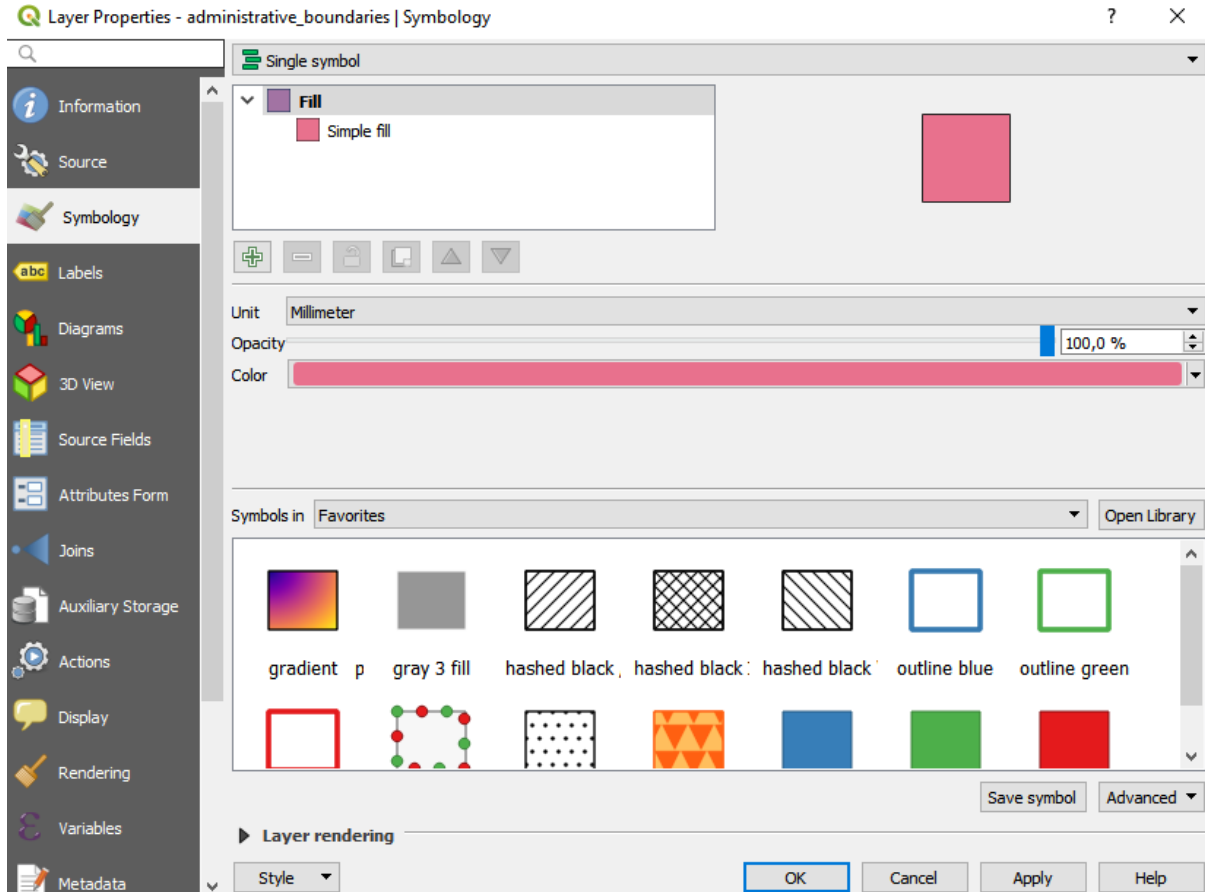 Layer Properties - administrative_boundaries | Symbology
Single symbol
Information
Source
Symbology
abc Labels
Diagrams
3D View
Source Fields
Attributes Form
Joins
Auxiliary Storage
Actions
Display
Rendering
Variables
Metadata
Fill
Simple fill
Unit Millimeter
Opacity 100,0 %
Color
Symbols in Favorites Open Library
gradient p gray 3 fill hashed black / hashed black hashed black outline blue outline green
Save symbol Advanced
Layer rendering
Style OK Cancel Apply Help